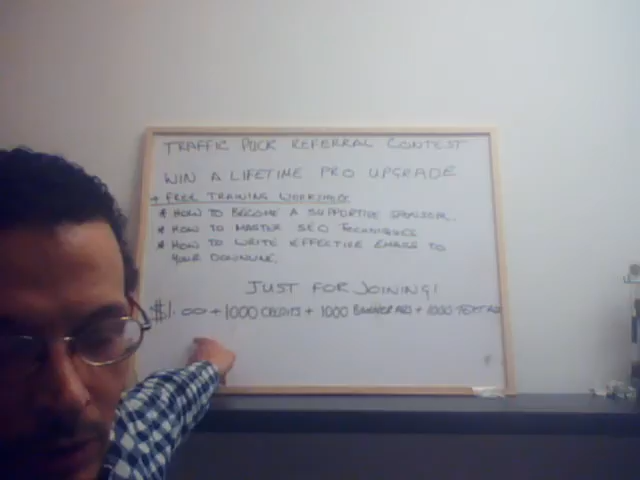 TRAFFIC PUCK REFERRAL CONTEST
WIN A LIFETIME PRO UPGRADE
+ FREE TRAINING WORKSHOPS
* HOW TO BECOME A SUPPORTIVE SPONSOR.
* HOW TO MASTER SEO TECHNIQUES
* HOW TO WRITE EFFECTIVE EMAILS TO
YOUR DOWNLINE.
JUST FOR JOINING!
$1.00 + 1000 CREDITS + 1000 BANNER ADS + 1000 TEXT AD